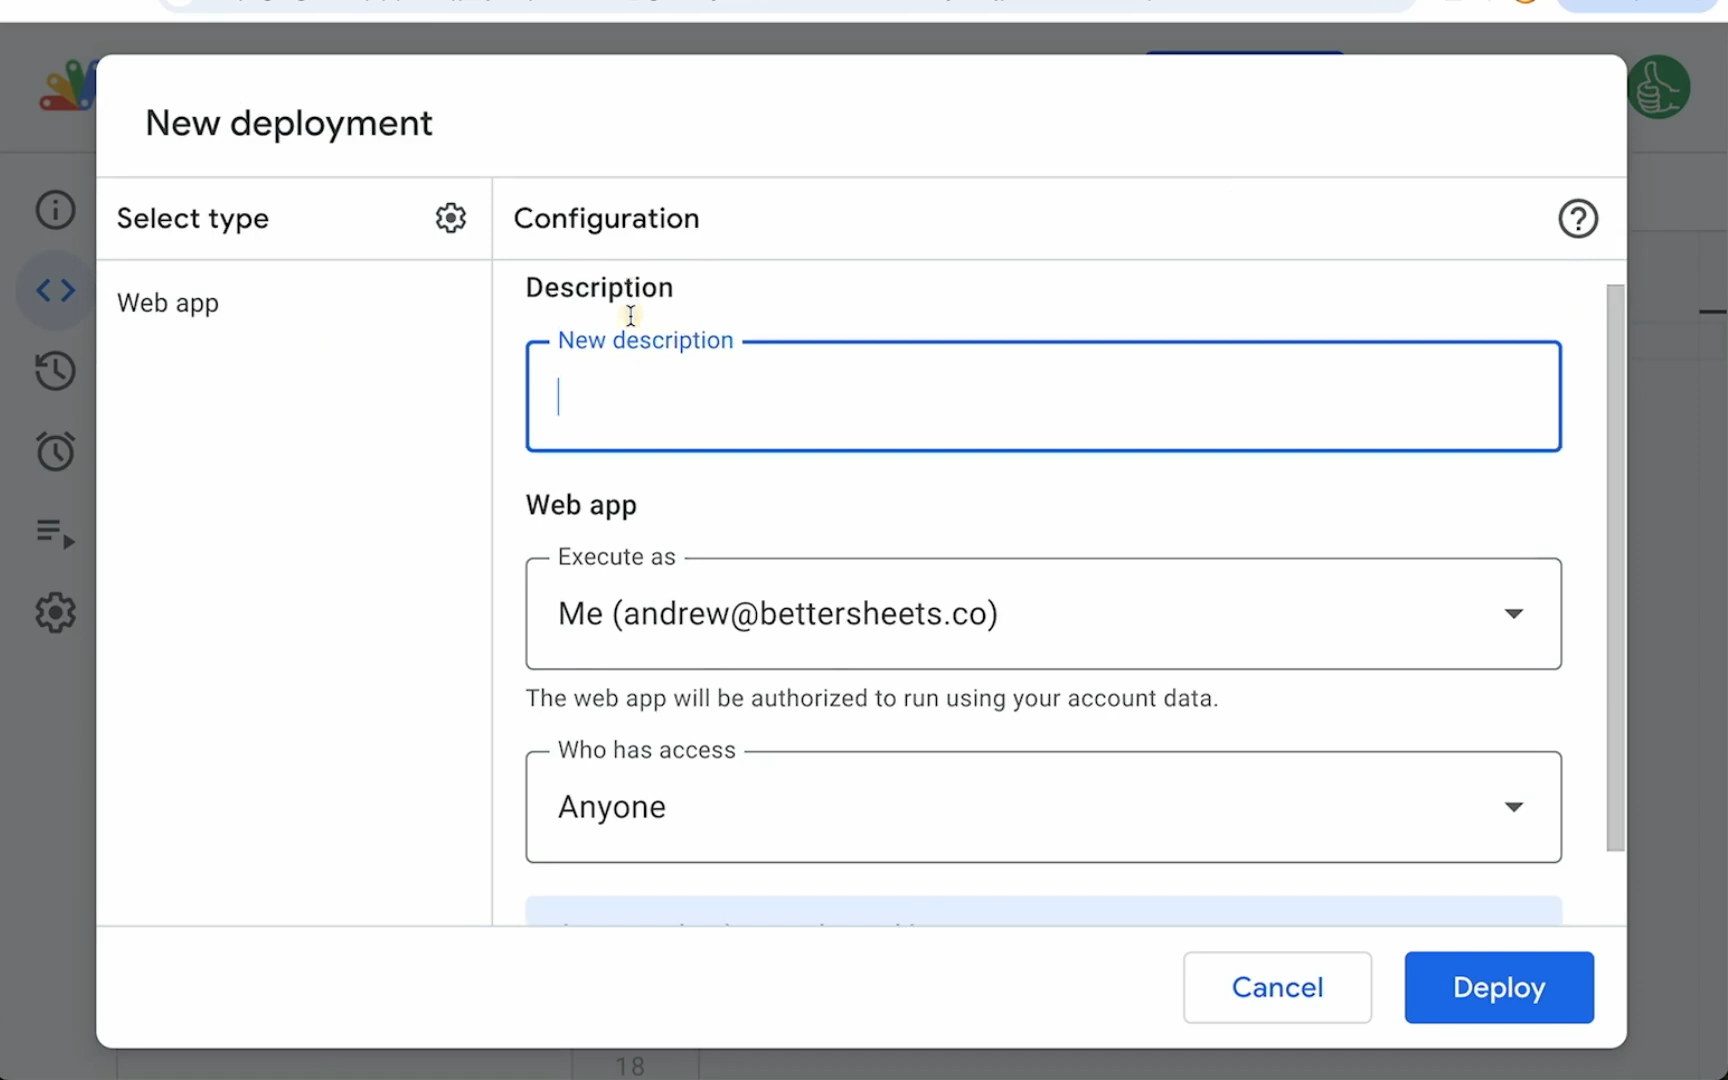 New deployment
Select type
Configuration
Web app
Description
New description
Web app
Execute as
Me (andrew@bettersheets.co)
The web app will be authorized to run using your account data.
Who has access
Anyone
Cancel
Deploy
18